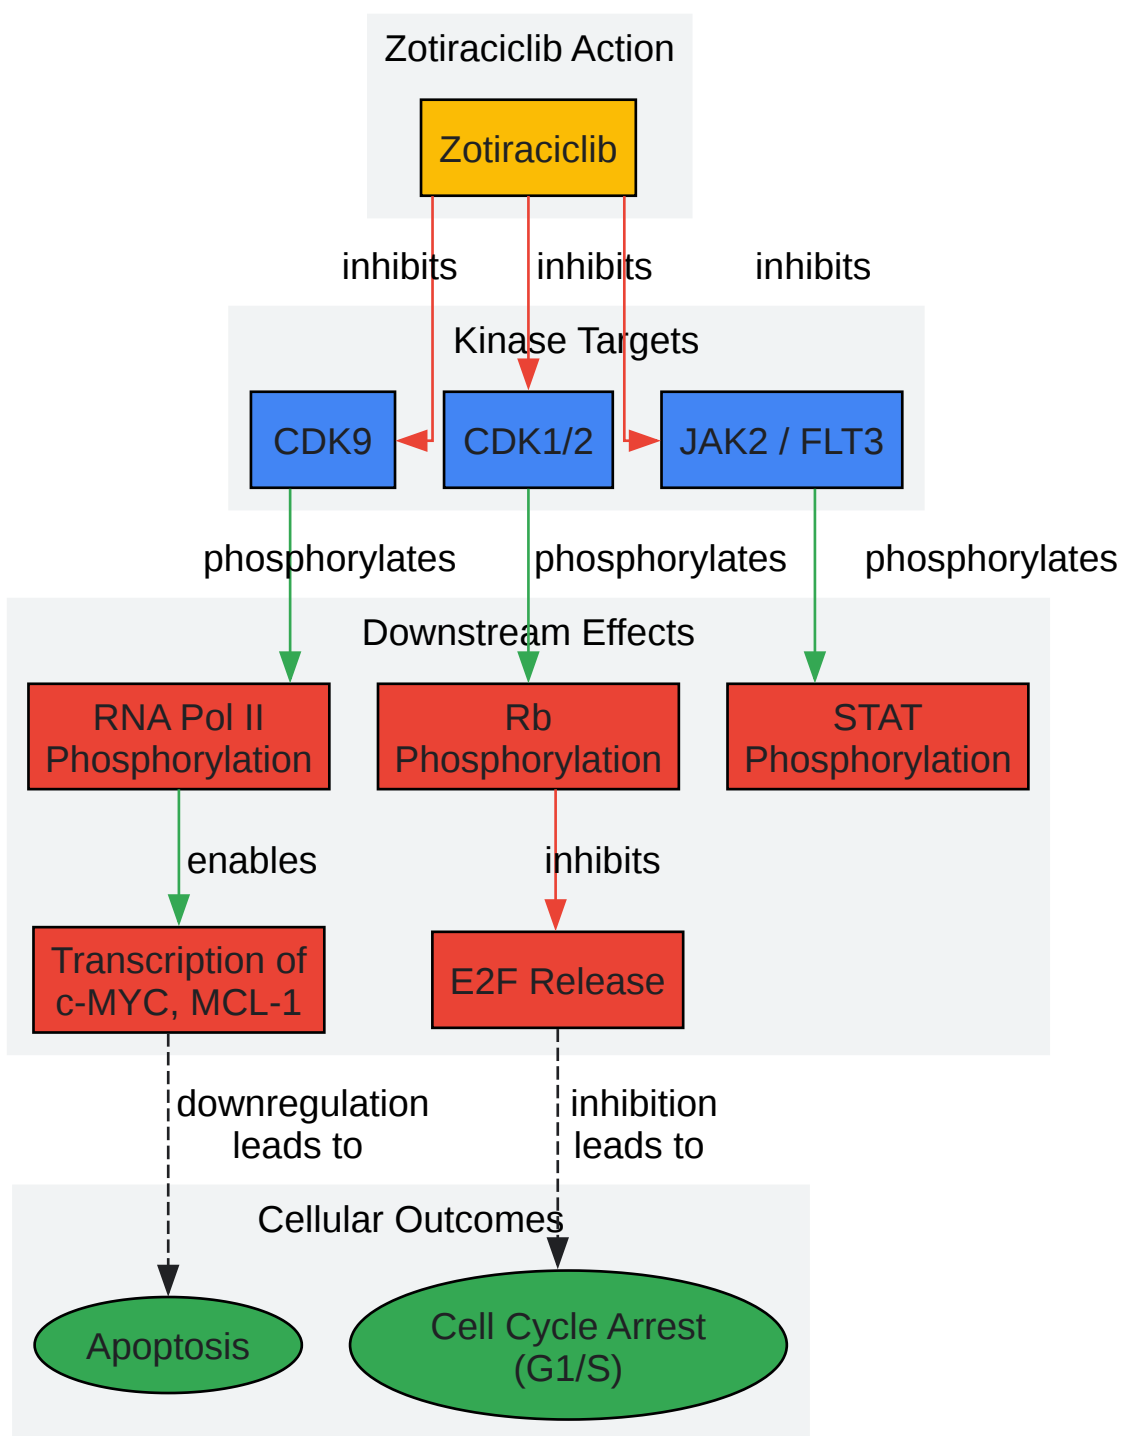 Zotiraciclib Action
Zotiraciclib
inhibits
inhibits
inhibits
Kinase Targets
CDK9
CDK1/2
JAK2 / FLT3
phosphorylates
phosphorylates
phosphorylates
Downstream Effects
RNA Pol II
Phosphorylation
Rb
Phosphorylation
STAT
Phosphorylation
enables
inhibits
Transcription of
c-MYC, MCL-1
E2F Release
downregulation
leads to
inhibition
leads to
Cellular Outcomes
Apoptosis
Cell Cycle Arrest
(G1/S)